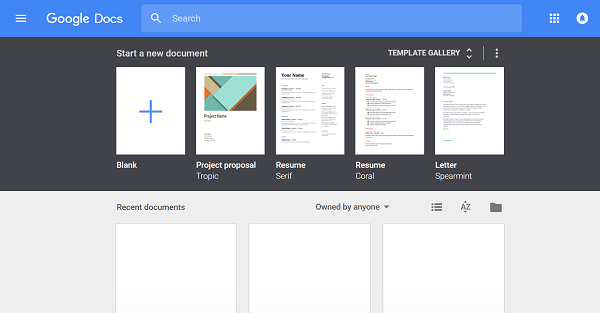 Google Docs
Search
Start a new document
TEMPLATE GALLERY
Project Name
Your Name
Blank
Project proposal
Tropic
Resume
Serif
Resume
Coral
Letter
Spearmint
Recent documents
Owned by anyone
AZ